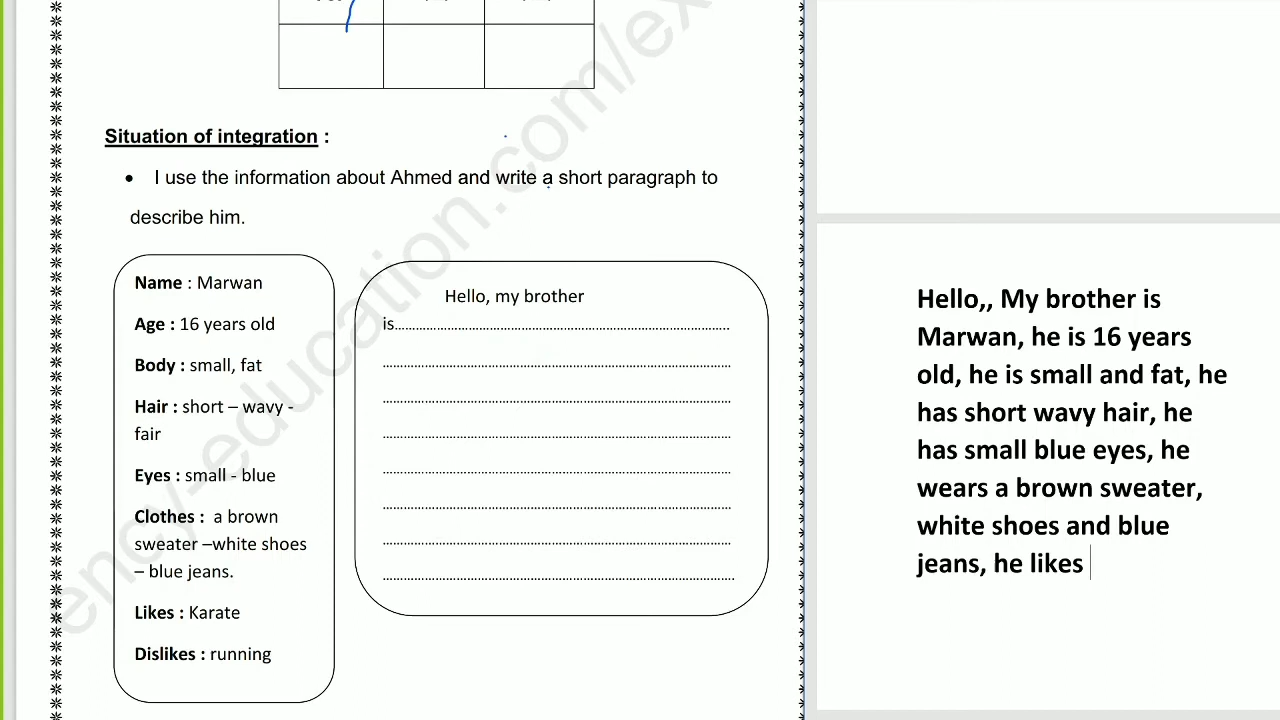 Situation of integration :
• I use the information about Ahmed and write a short paragraph to
describe him.
Name : Marwan
Age : 16 years old
Body : small, fat
Hair : short – wavy -
fair
Eyes : small - blue
Clothes : a brown
sweater –white shoes
– blue jeans.
Likes : Karate
Dislikes : running
Hello, my brother
is............................................................
Hello,, My brother is
Marwan, he is 16 years
old, he is small and fat, he
has short wavy hair, he
has small blue eyes, he
wears a brown sweater,
white shoes and blue
jeans, he likes
ency-education.com/ex